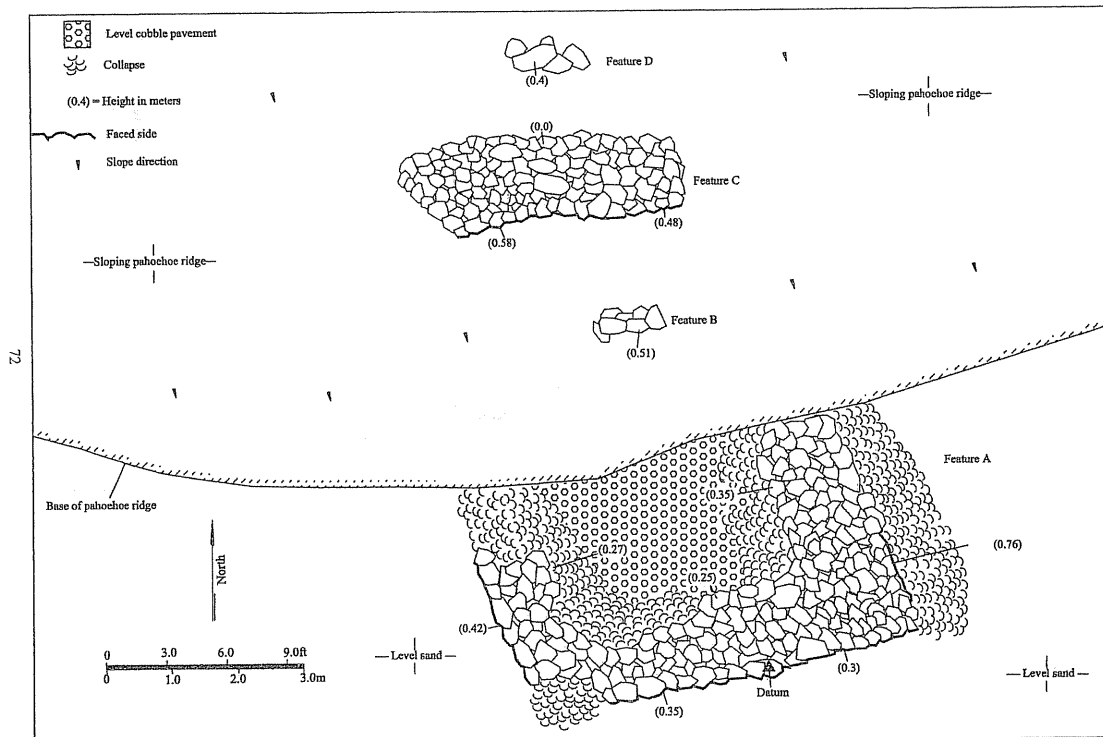 Level cobble pavement
Collapse
(0.4) = Height in meters
Faced side
Slope direction
Feature D
(0.4)
Sloping pahoehoe ridge
(0.0)
Feature C
(0.48)
(0.58)
Sloping pahoehoe ridge
Feature B
(0.51)
72
Feature A
Base of pahoehoe ridge
(0.35)
(0.76)
(0.27)
(0.25)
North
(0.42)
0 3.0 6.0 9.0ft
0 1.0 2.0 3.0m
Level sand
(0.3)
Level sand
Datum
(0.35)